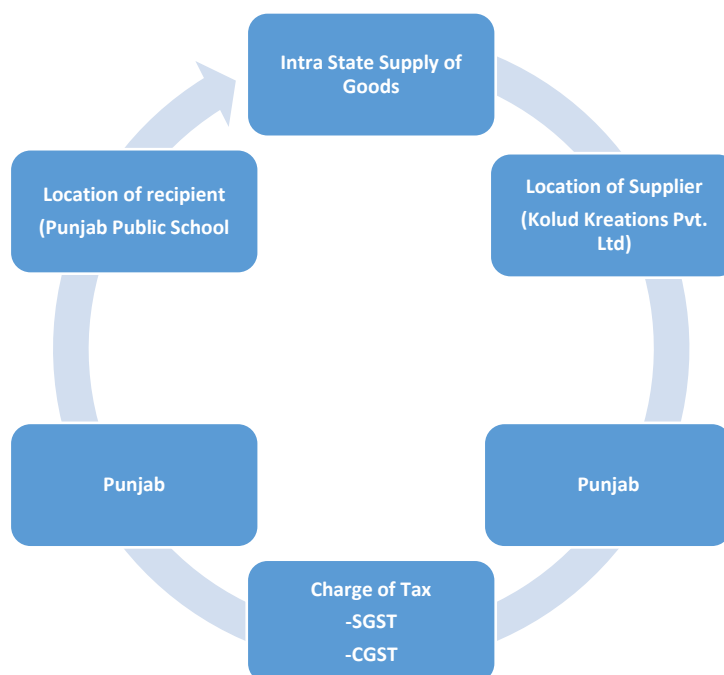 Intra State Supply of
Goods
Location of Supplier
(Kolud Kreations Pvt.
Ltd)
Punjab
Charge of Tax
-SGST
-CGST
Punjab
Location of recipient
(Punjab Public School